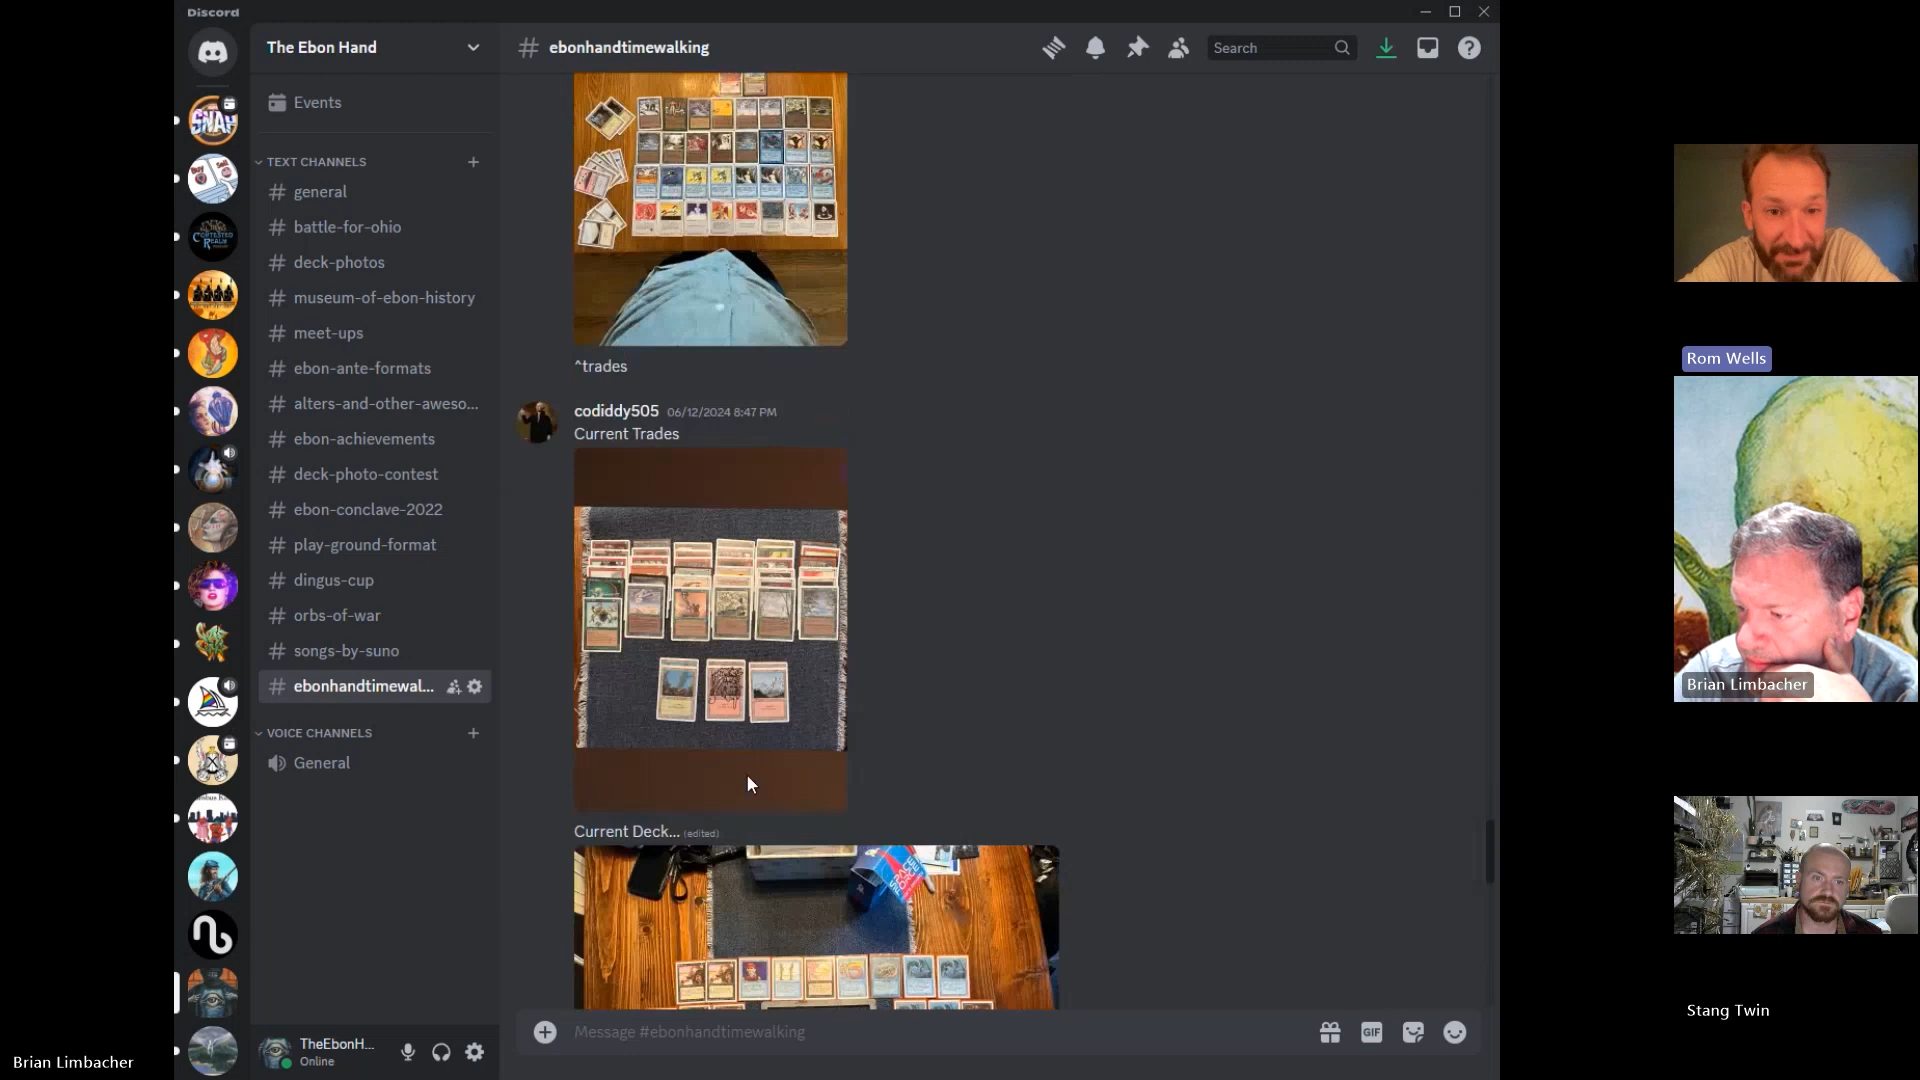 Discord
The Ebon Hand
ebonhandtimewalking
Search
Events
TEXT CHANNELS
general
battle-for-ohio
deck-photos
museum-of-ebon-history
meet-ups
ebon-ante-formats
alters-and-other-aweso...
ebon-achievements
deck-photo-contest
ebon-conclave-2022
play-ground-format
dingus-cup
orbs-of-war
songs-by-suno
ebonhandtimewal...
VOICE CHANNELS
General
TheEbonH...
Online
^trades
codiddy505 06/12/2024 8:47 PM
Current Trades
Current Deck... (edited)
Message #ebonhandtimewalking
GIF
Rom Wells
Brian Limbacher
Stang Twin
Brian Limbacher